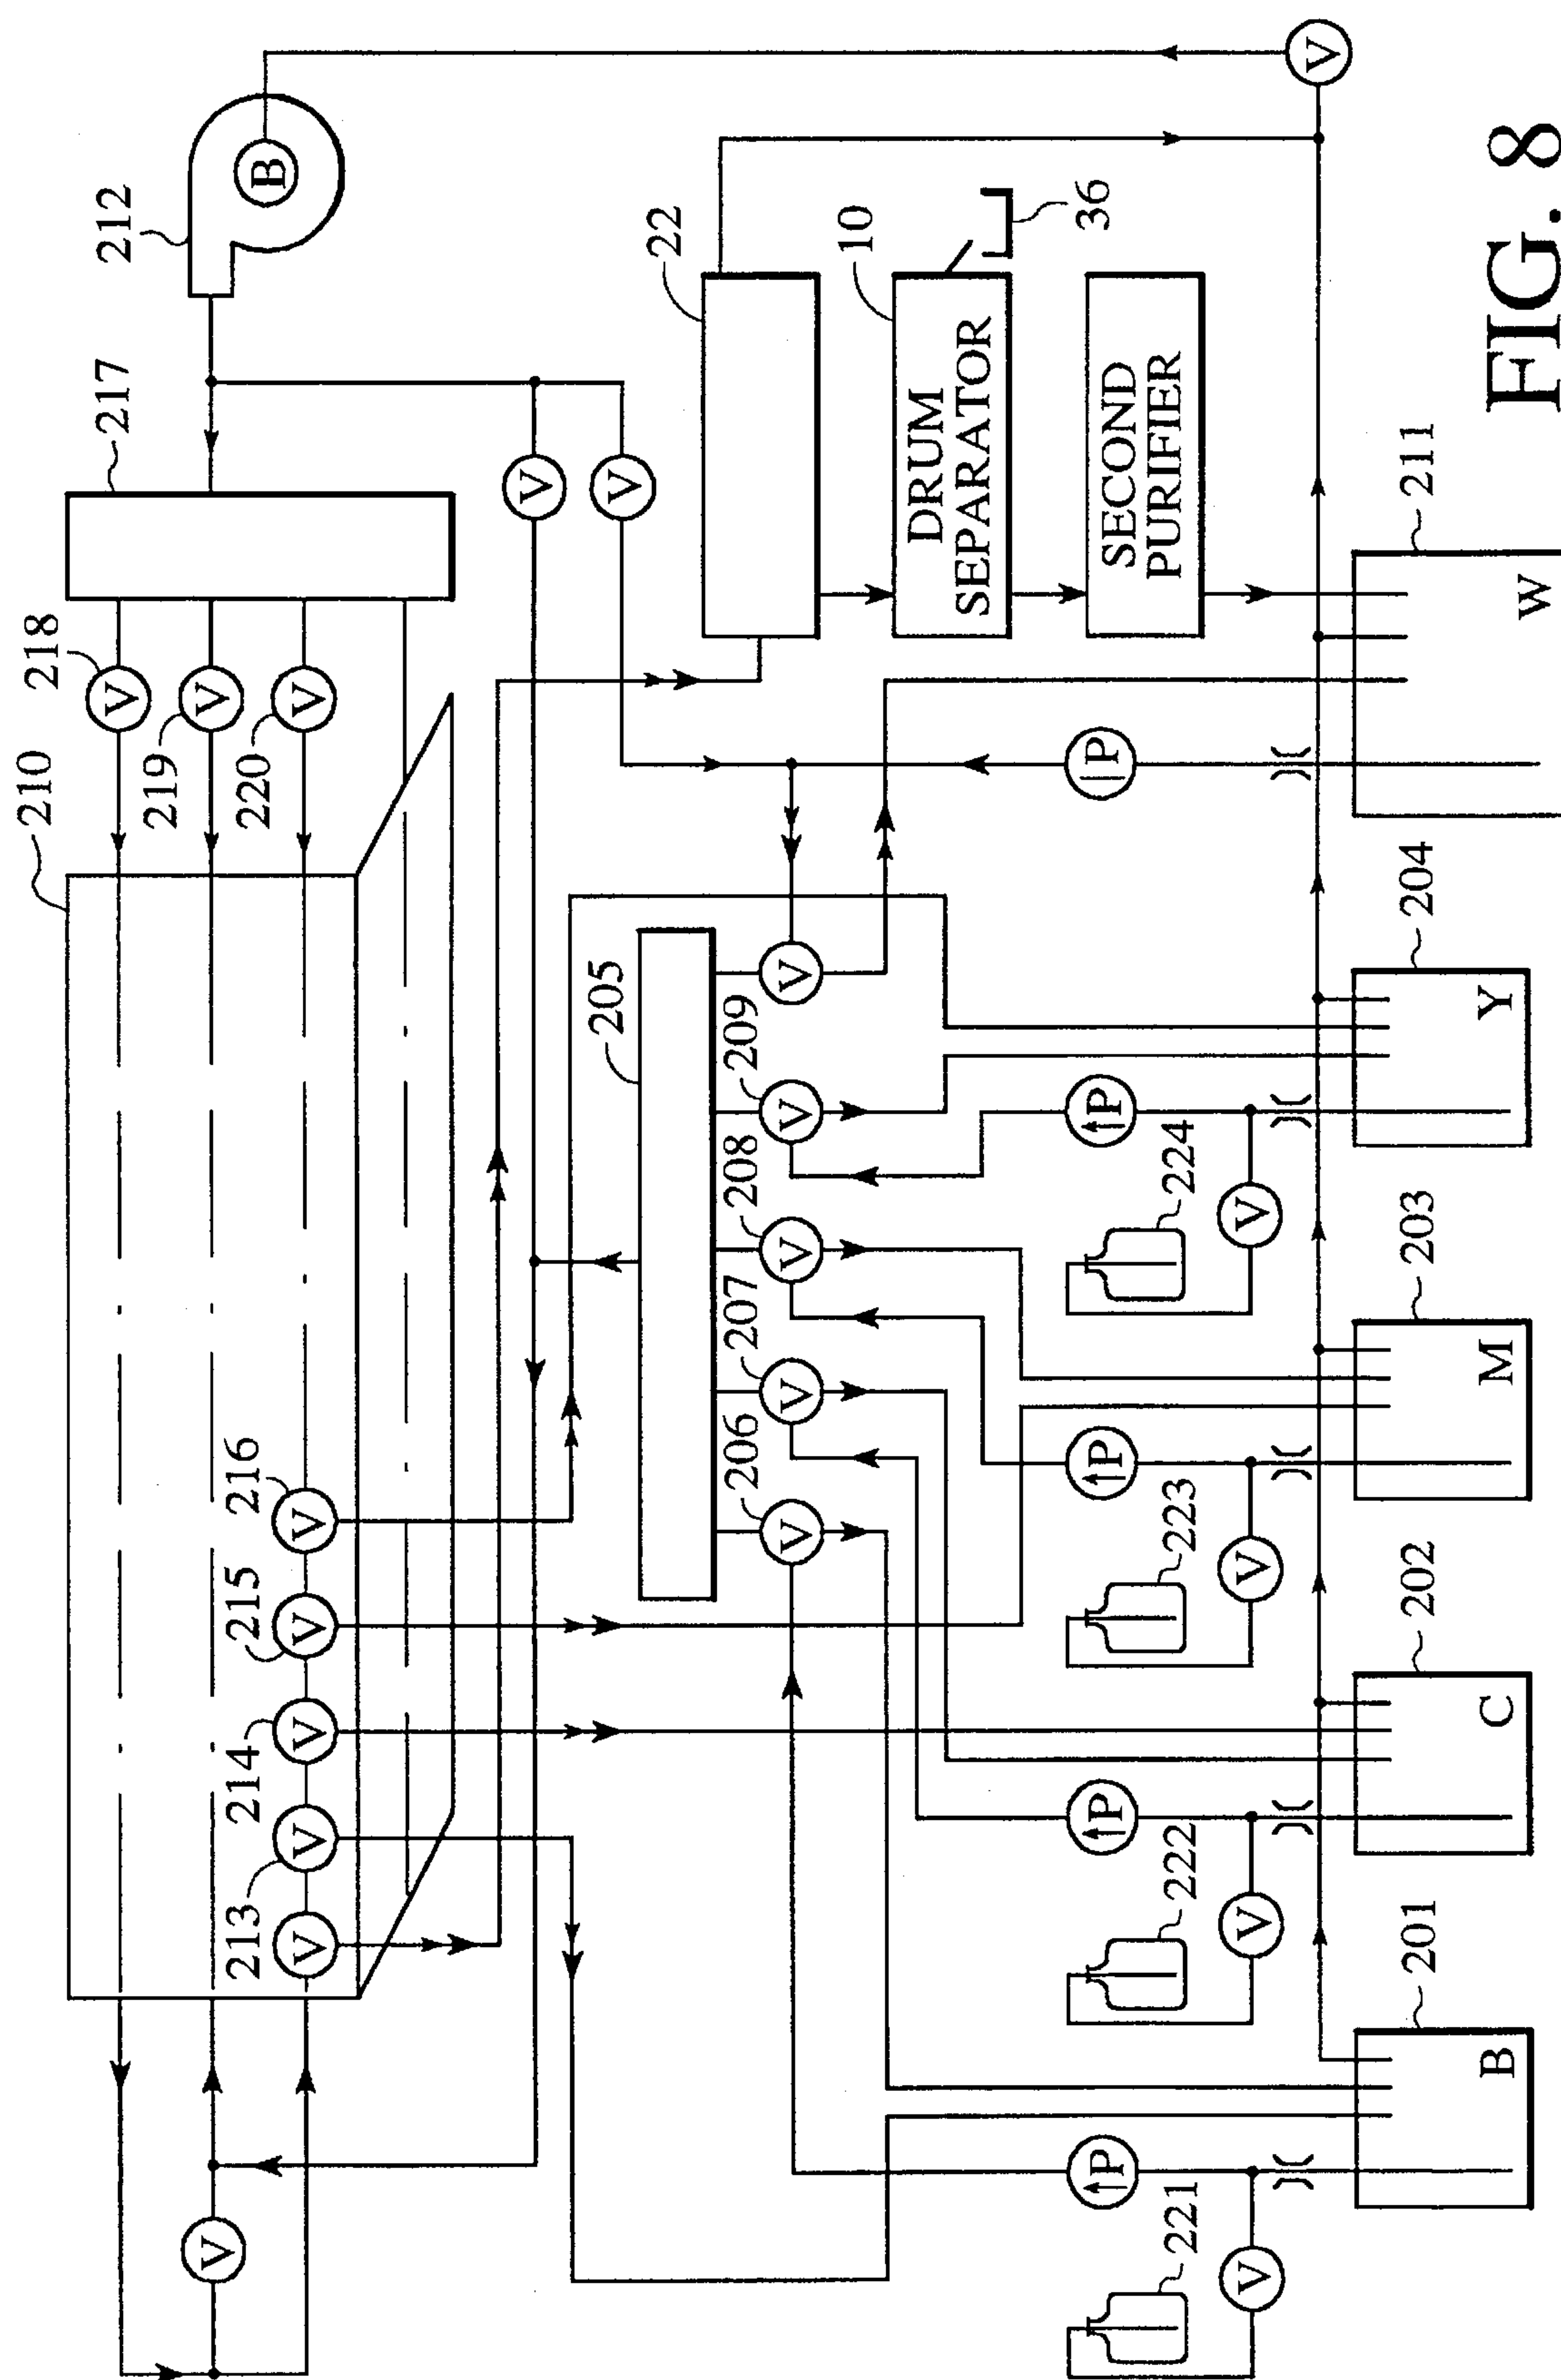 210
218
V
217
212
219
V
V
B
220
213
214
215
216
V
V
V
V
V
V
V
V
205
22
206
207
208
209
V
V
V
V
V
10
DRUM
SEPARATOR
36
SECOND
PURIFIER
P
P
P
P
P
221
222
223
224
V
V
V
V
V
201
202
203
204
211
B
C
M
Y
W
FIG. 8